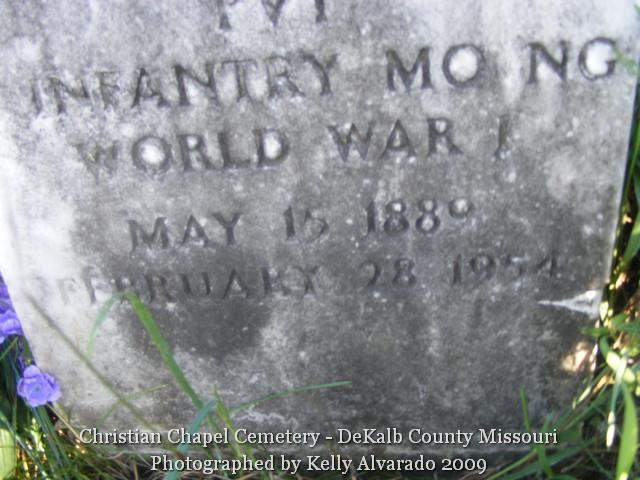 PVT
INFANTRY MO NG
WORLD WAR I
MAY 15 1889
FEBRUARY 28 1954
Christian Chapel Cemetery - DeKalb County Missouri
Photographed by Kelly Alvarado 2009